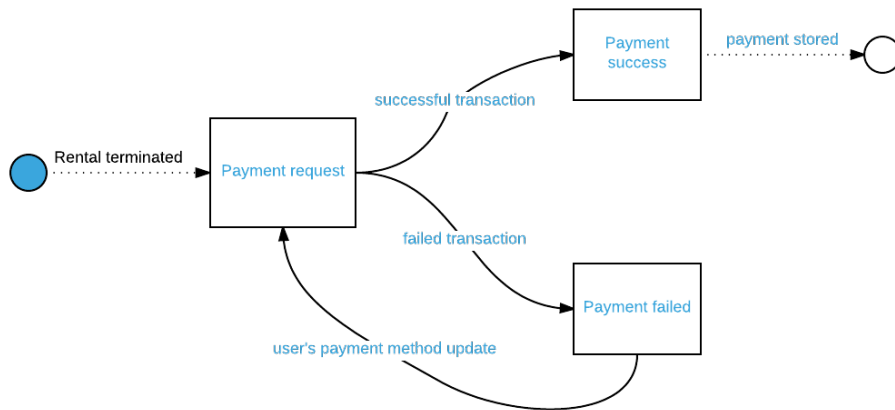 Payment
success
payment stored
successful transaction
Rental terminated
Payment request
failed transaction
Payment failed
user's payment method update